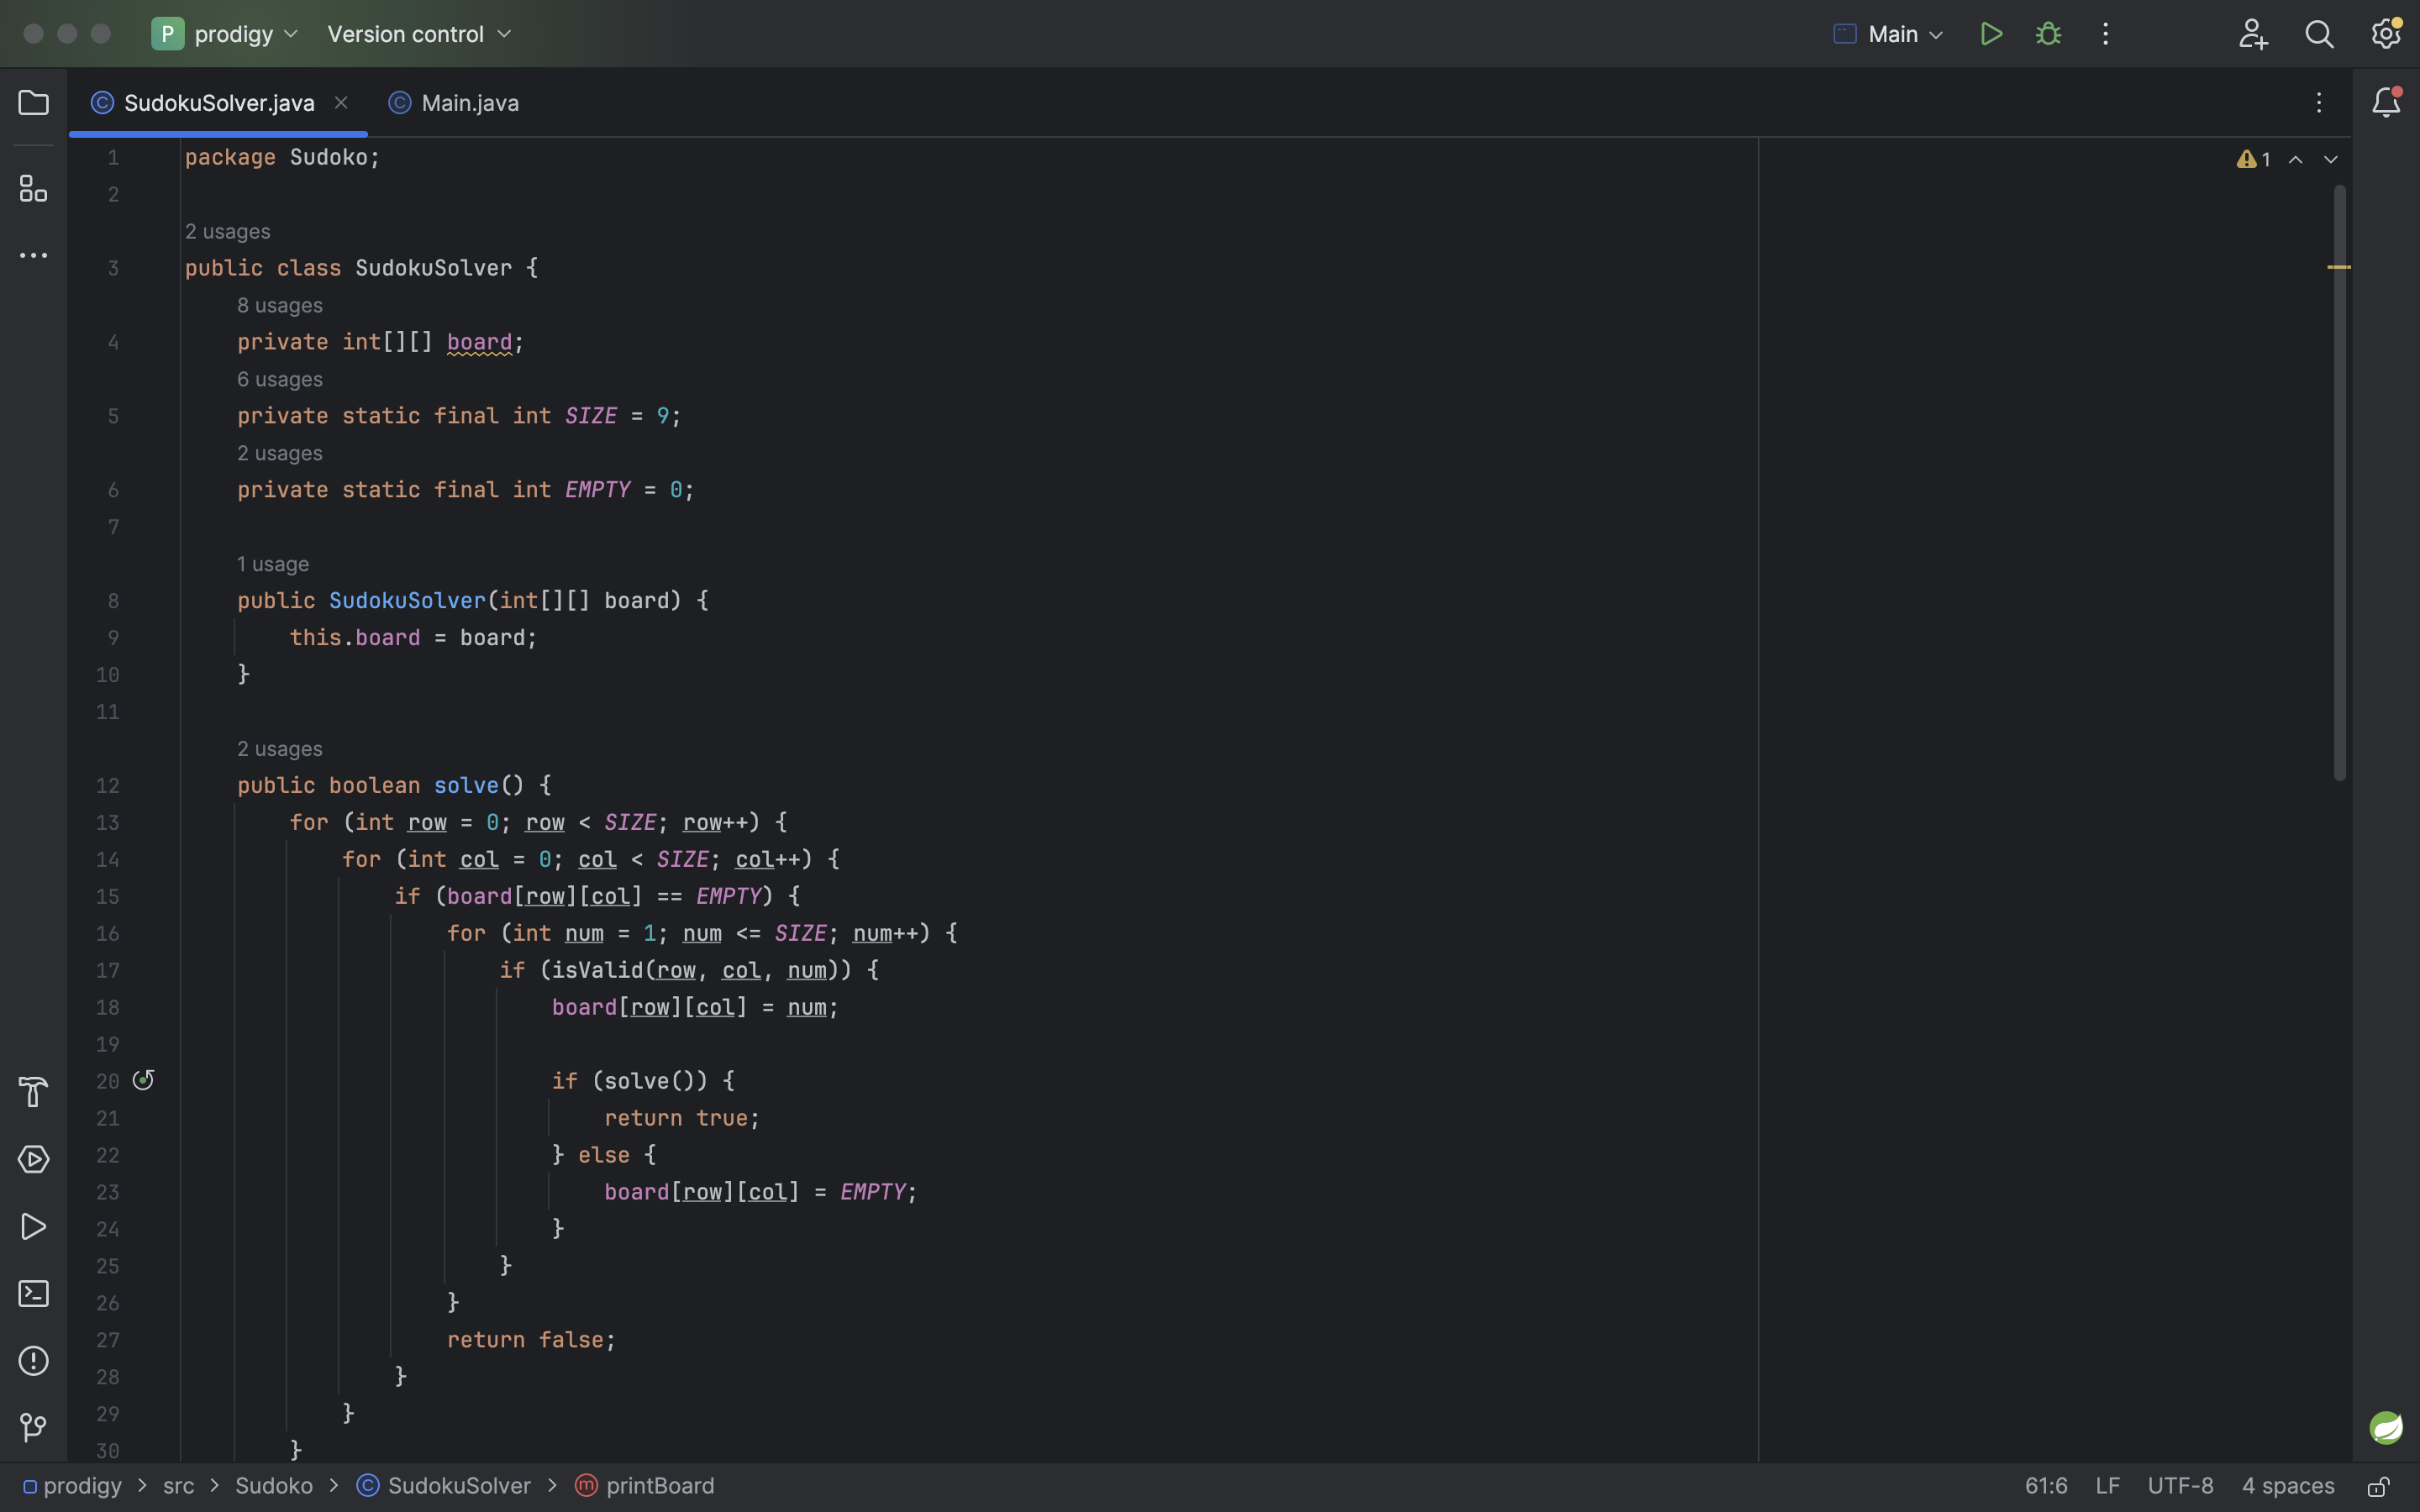 P prodigy Version control Main
SudokuSolver.java Main.java
1 package Sudoko;
2
2 usages
3 public class SudokuSolver {
8 usages
4 private int[][] board;
6 usages
5 private static final int SIZE = 9;
2 usages
6 private static final int EMPTY = 0;
7
1 usage
8 public SudokuSolver(int[][] board) {
9 this.board = board;
10 }
11
2 usages
12 public boolean solve() {
13 for (int row = 0; row < SIZE; row++) {
14 for (int col = 0; col < SIZE; col++) {
15 if (board[row][col] == EMPTY) {
16 for (int num = 1; num <= SIZE; num++) {
17 if (isValid(row, col, num)) {
18 board[row][col] = num;
19
20 if (solve()) {
21 return true;
22 } else {
23 board[row][col] = EMPTY;
24 }
25 }
26 }
27 return false;
28 }
29 }
30 }
1
prodigy > src > Sudoko > SudokuSolver > printBoard 61:6 LF UTF-8 4 spaces